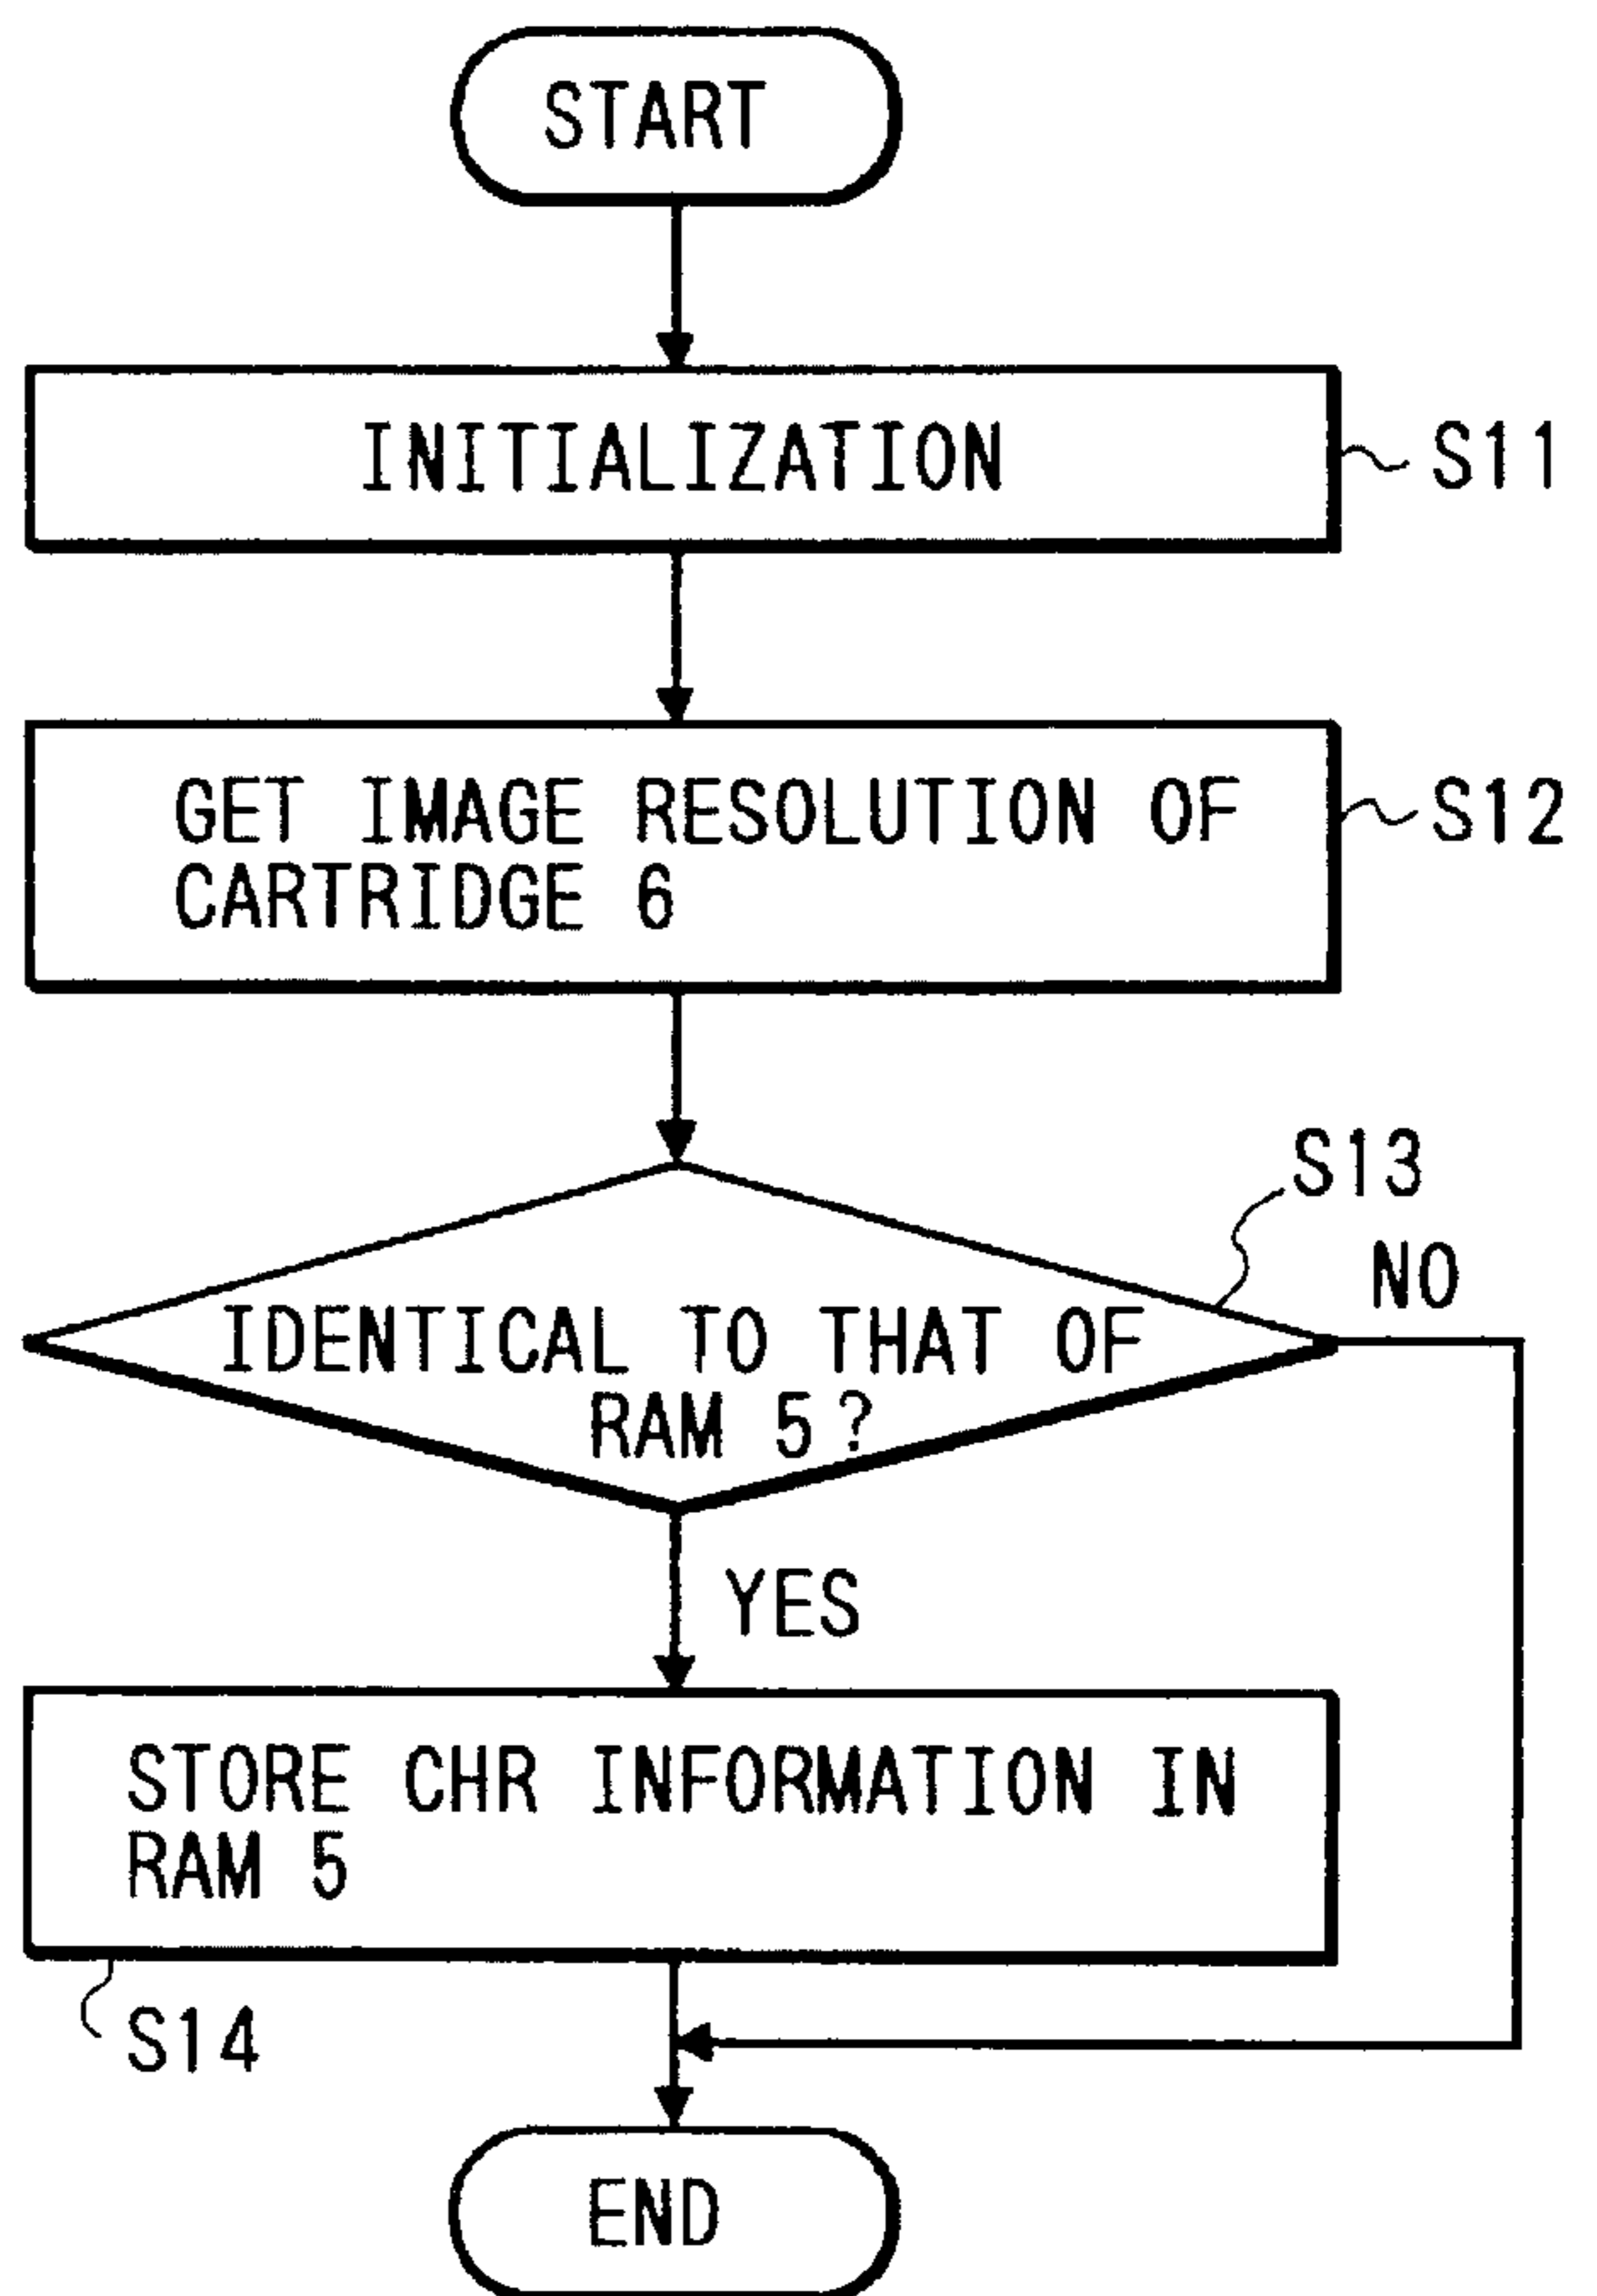 START
INITIALIZATION
S11
GET IMAGE RESOLUTION OF
CARTRIDGE 6
S12
S13
NO
IDENTICAL TO THAT OF
RAM 5?
YES
STORE CHR INFORMATION IN
RAM 5
S14
END